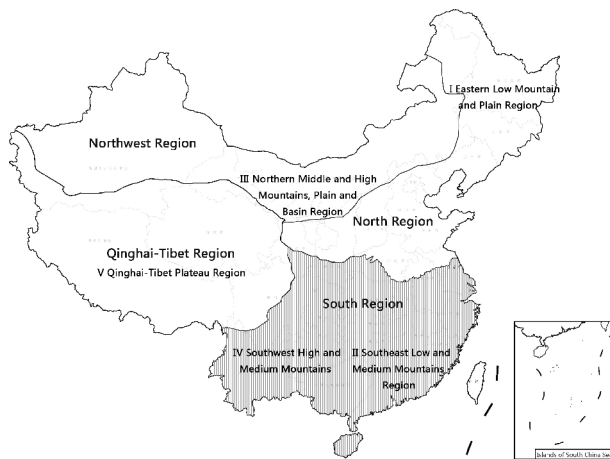 I Eastern Low Mountain
and Plain Region
Northwest Region
III Northern Middle and High
Mountains, Plain and
Basin Region
North Region
Qinghai-Tibet Region
V Qinghai-Tibet Plateau Region
South Region
IV Southwest High and
Medium Mountains
II Southeast Low and
Medium Mountains
Region
Islands of South China Se